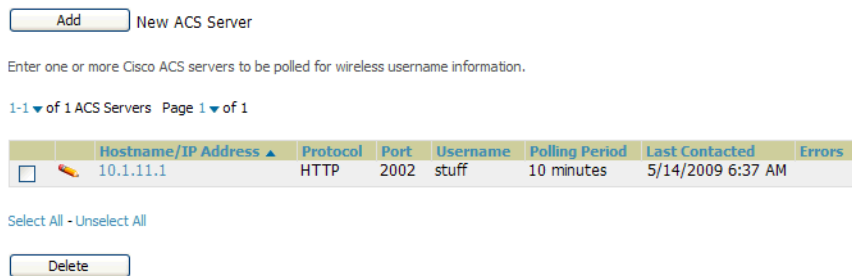 Add New ACS Server
Enter one or more Cisco ACS servers to be polled for wireless username information.
1-1 of 1 ACS Servers Page 1 of 1
Hostname/IP Address Protocol Port Username Polling Period Last Contacted Errors
10.1.11.1 HTTP 2002 stuff 10 minutes 5/14/2009 6:37 AM
Select All - Unselect All
Delete